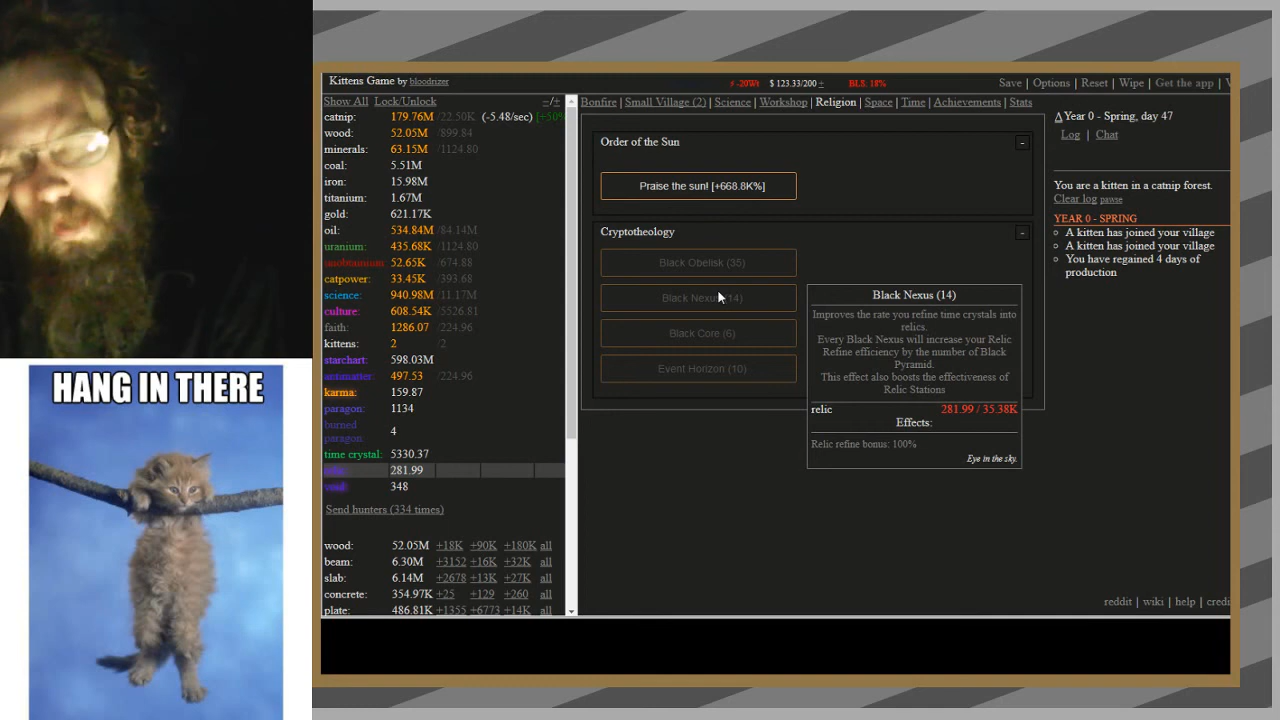 HANG IN THERE
Kittens Game by bloodrizer
⚡ -20Wt $ 123.33/200 ± BLS: 18%
Save | Options | Reset | Wipe | Get the app |
Show All Lock/Unlock −/+
Bonfire | Small Village (2) | Science | Workshop | Religion | Space | Time | Achievements | Stats
catnip: 179.76M /22.50K (-5.48/sec)
wood: 52.05M /899.84
minerals: 63.15M /1124.80
coal: 5.51M
iron: 15.98M
titanium: 1.67M
gold: 621.17K
oil: 534.84M /84.14M
uranium: 435.68K /1124.80
unobtainium: 52.65K /674.88
catpower: 33.45K /393.68
science: 940.98M /11.17M
culture: 608.54K /5526.81
faith: 1286.07 /224.96
kittens: 2 /2
starchart: 598.03M
antimatter: 497.53 /224.96
karma: 159.87
paragon: 1134
burned
paragon: 4
time crystal: 5330.37
relic: 281.99
void: 348
Send hunters (334 times)
wood: 52.05M +18K +90K +180K all
beam: 6.30M +3152 +16K +32K all
slab: 6.14M +2678 +13K +27K all
concrete: 354.97K +25 +129 +260 all
plate: 486.81K +1355 +6773 +14K all
Order of the Sun -
Praise the sun! [+668.8K%]
Cryptotheology -
Black Obelisk (35)
Black Nexus (14)
Black Core (6)
Event Horizon (10)
Black Nexus (14)
Improves the rate you refine time crystals into
relics.
Every Black Nexus will increase your Relic
Refine efficiency by the number of Black
Pyramid.
This effect also boosts the effectiveness of
Relic Stations
relic 281.99 / 35.38K
Effects:
Relic refine bonus: 100%
Eye in the sky.
Δ Year 0 - Spring, day 47
Log | Chat
You are a kitten in a catnip forest.
Clear log pawse
YEAR 0 - SPRING
A kitten has joined your village
A kitten has joined your village
You have regained 4 days of
production
reddit | wiki | help | credi